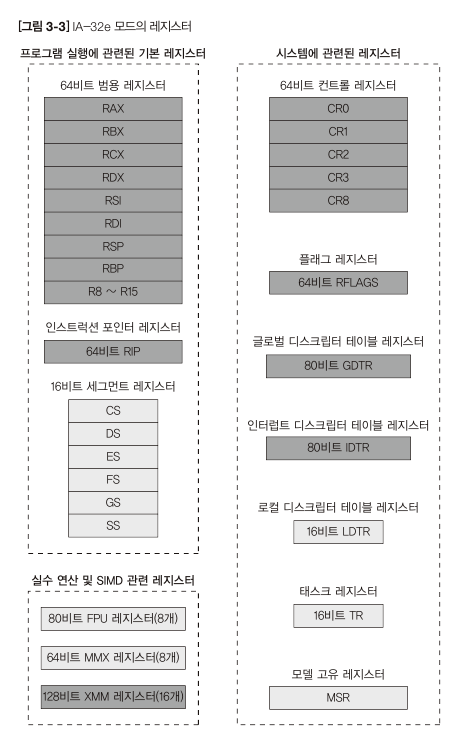 [그림 3-3] IA-32e 모드의 레지스터
프로그램 실행에 관련된 기본 레지스터
64비트 범용 레지스터
RAX
RBX
RCX
RDX
RSI
RDI
RSP
RBP
R8 ~ R15
인스트럭션 포인터 레지스터
64비트 RIP
16비트 세그먼트 레지스터
CS
DS
ES
FS
GS
SS
실수 연산 및 SIMD 관련 레지스터
80비트 FPU 레지스터(8개)
64비트 MMX 레지스터(8개)
128비트 XMM 레지스터(16개)
시스템에 관련된 레지스터
64비트 컨트롤 레지스터
CR0
CR1
CR2
CR3
CR8
플래그 레지스터
64비트 RFLAGS
글로벌 디스크립터 테이블 레지스터
80비트 GDTR
인터럽트 디스크립터 테이블 레지스터
80비트 IDTR
로컬 디스크립터 테이블 레지스터
16비트 LDTR
태스크 레지스터
16비트 TR
모델 고유 레지스터
MSR